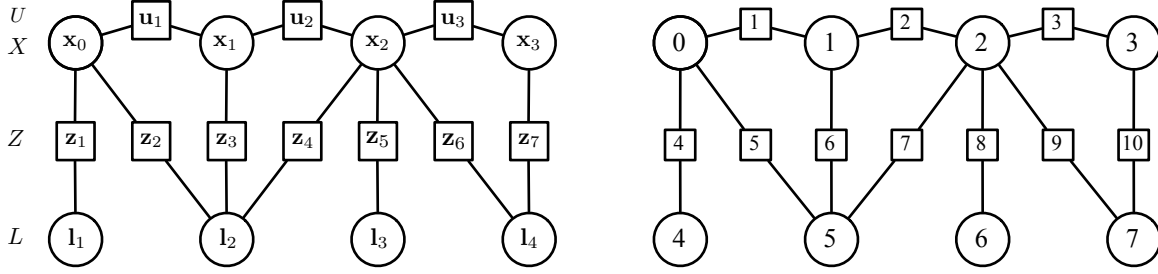 U u₁ u₂ u₃ 1 2 3
X x₀ x₁ x₂ x₃ 0 1 2 3
Z z₁ z₂ z₃ z₄ z₅ z₆ z₇ 4 5 6 7 8 9 10
L l₁ l₂ l₃ l₄ 4 5 6 7